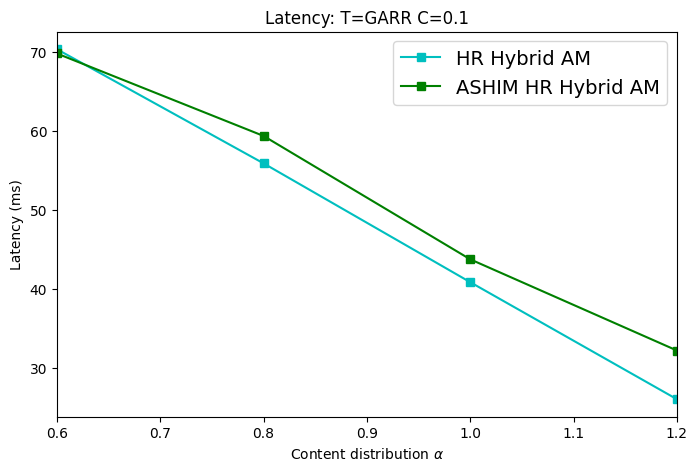 Latency: T=GARR C=0.1
HR Hybrid AM
ASHIM HR Hybrid AM
Latency (ms)
70
60
50
40
30
0.6 0.7 0.8 0.9 1.0 1.1 1.2
Content distribution α